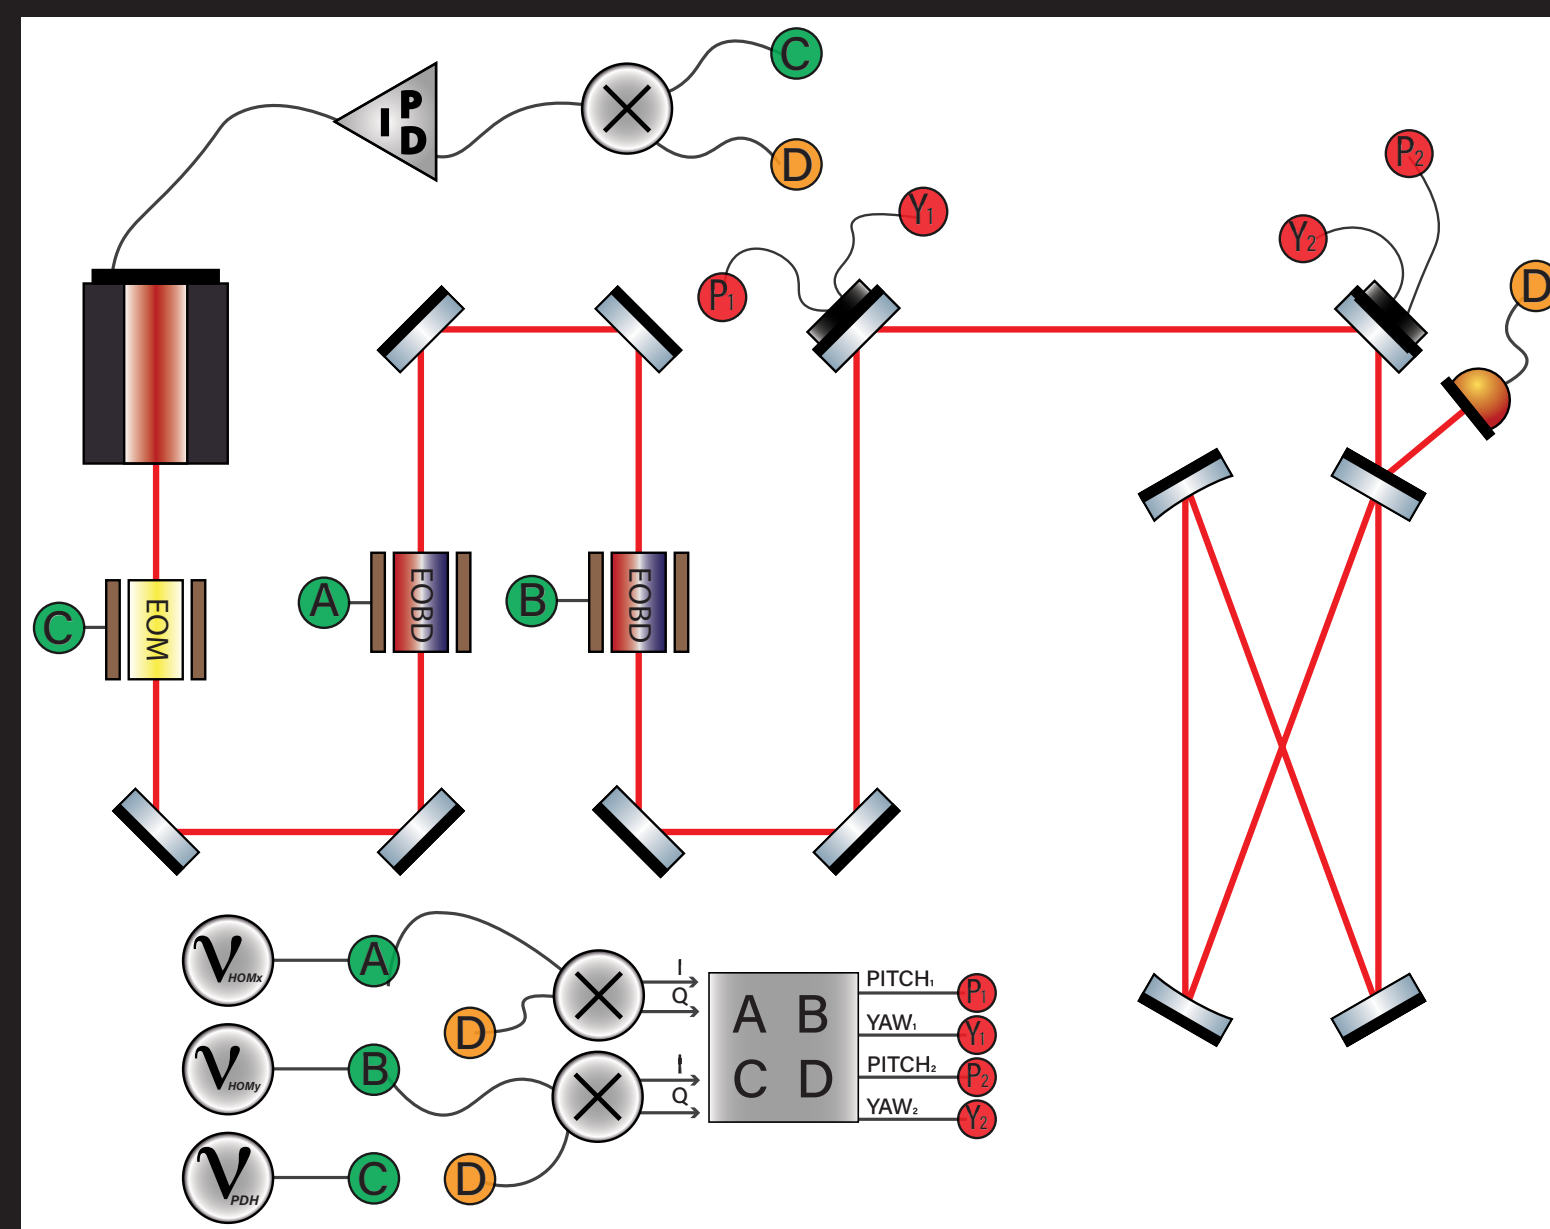 C
I P D
D
P2
Y1
Y2
D
P1
EOBD
EOBD
A
B
C
EOM
νHOMx
A
I
PITCH1
P1
Q
A B
D
YAW1
Y1
νHOMy
B
I
PITCH2
P2
C D
Q
YAW2
Y2
νPDH
C
D